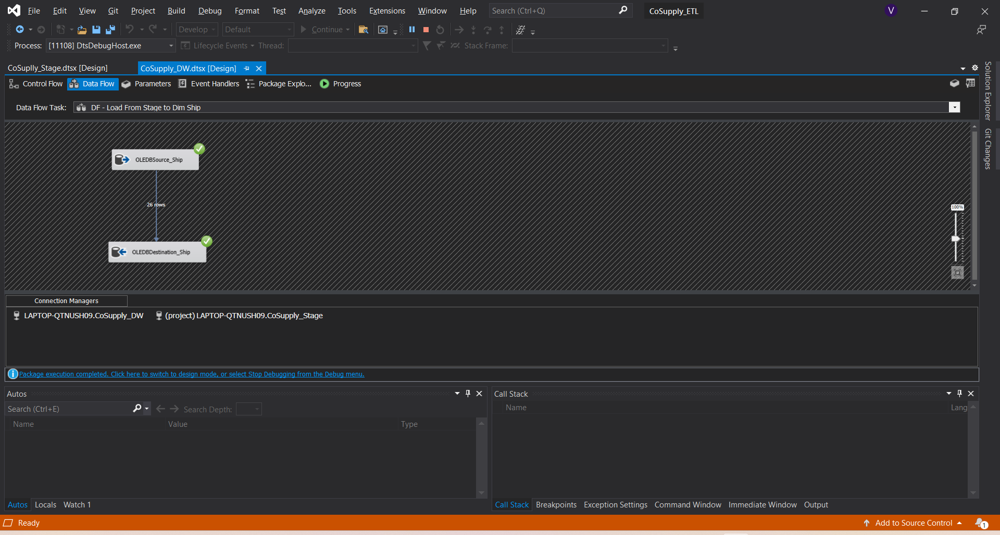 File Edit View Git Project Build Debug Format Test Analyze Tools Extensions Window Help Search (Ctrl+Q) CoSupply_ETL V
Develop Default Continue
Process: [11108] DtsDebugHost.exe Lifecycle Events Thread: Stack Frame:
CoSuplly_Stage.dtsx [Design] CoSupply_DW.dtsx [Design]
Control Flow Data Flow Parameters Event Handlers Package Explo... Progress
Data Flow Task: DF - Load From Stage to Dim Ship
Solution Explorer
Git Changes
OLEDBSource_Ship
26 rows
100%
OLEDBDestination_Ship
Connection Managers
LAPTOP-QTNUSH09.CoSupply_DW (project) LAPTOP-QTNUSH09.CoSupply_Stage
Package execution completed. Click here to switch to design mode, or select Stop Debugging from the Debug menu.
Autos
Search (Ctrl+E) Search Depth:
Name Value Type
Autos Locals Watch 1
Call Stack
Name Lang
Call Stack Breakpoints Exception Settings Command Window Immediate Window Output
Ready Add to Source Control 1